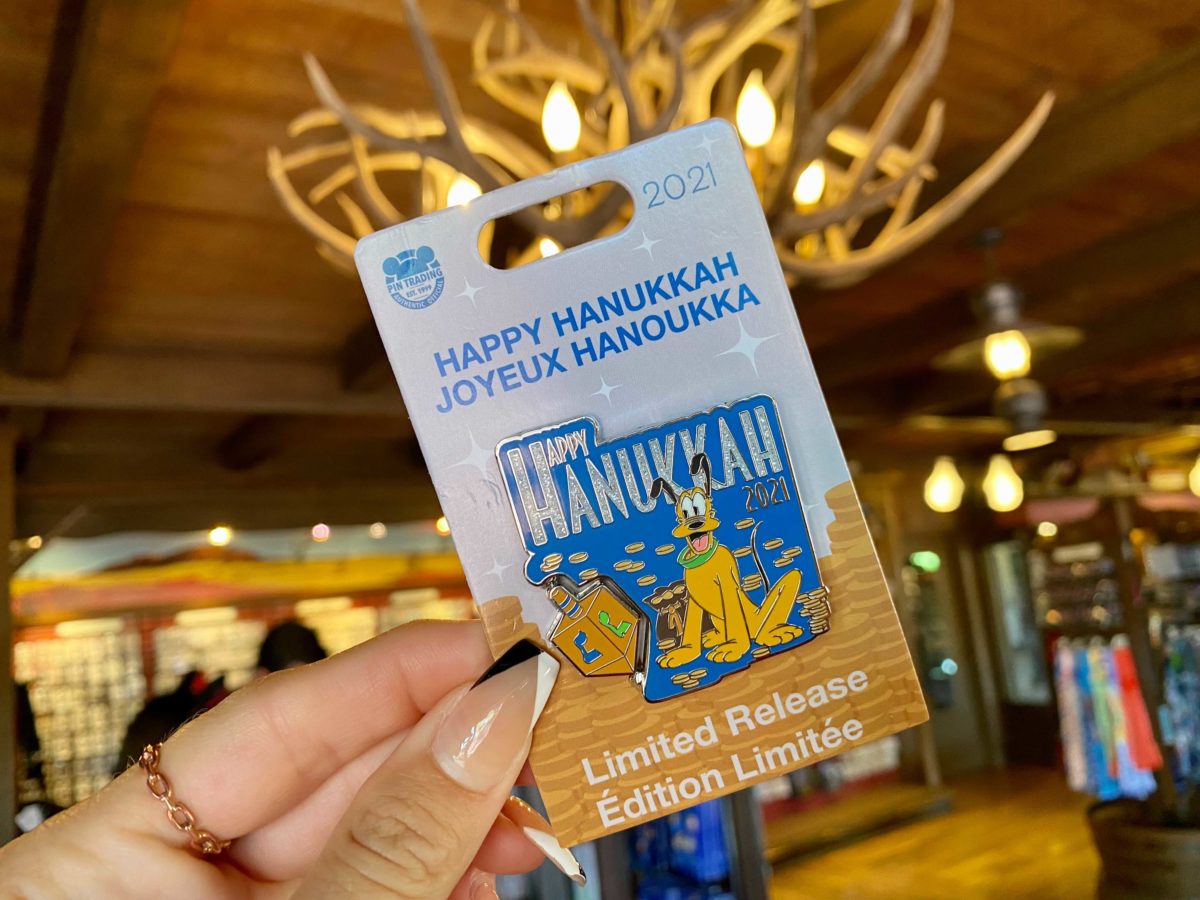 2021
PIN TRADING
EST. 1999
AUTHENTIC OFFICIAL
HAPPY HANUKKAH
JOYEUX HANOUKKA
HAPPY
HANUKKAH
2021
Limited Release
Édition Limitée